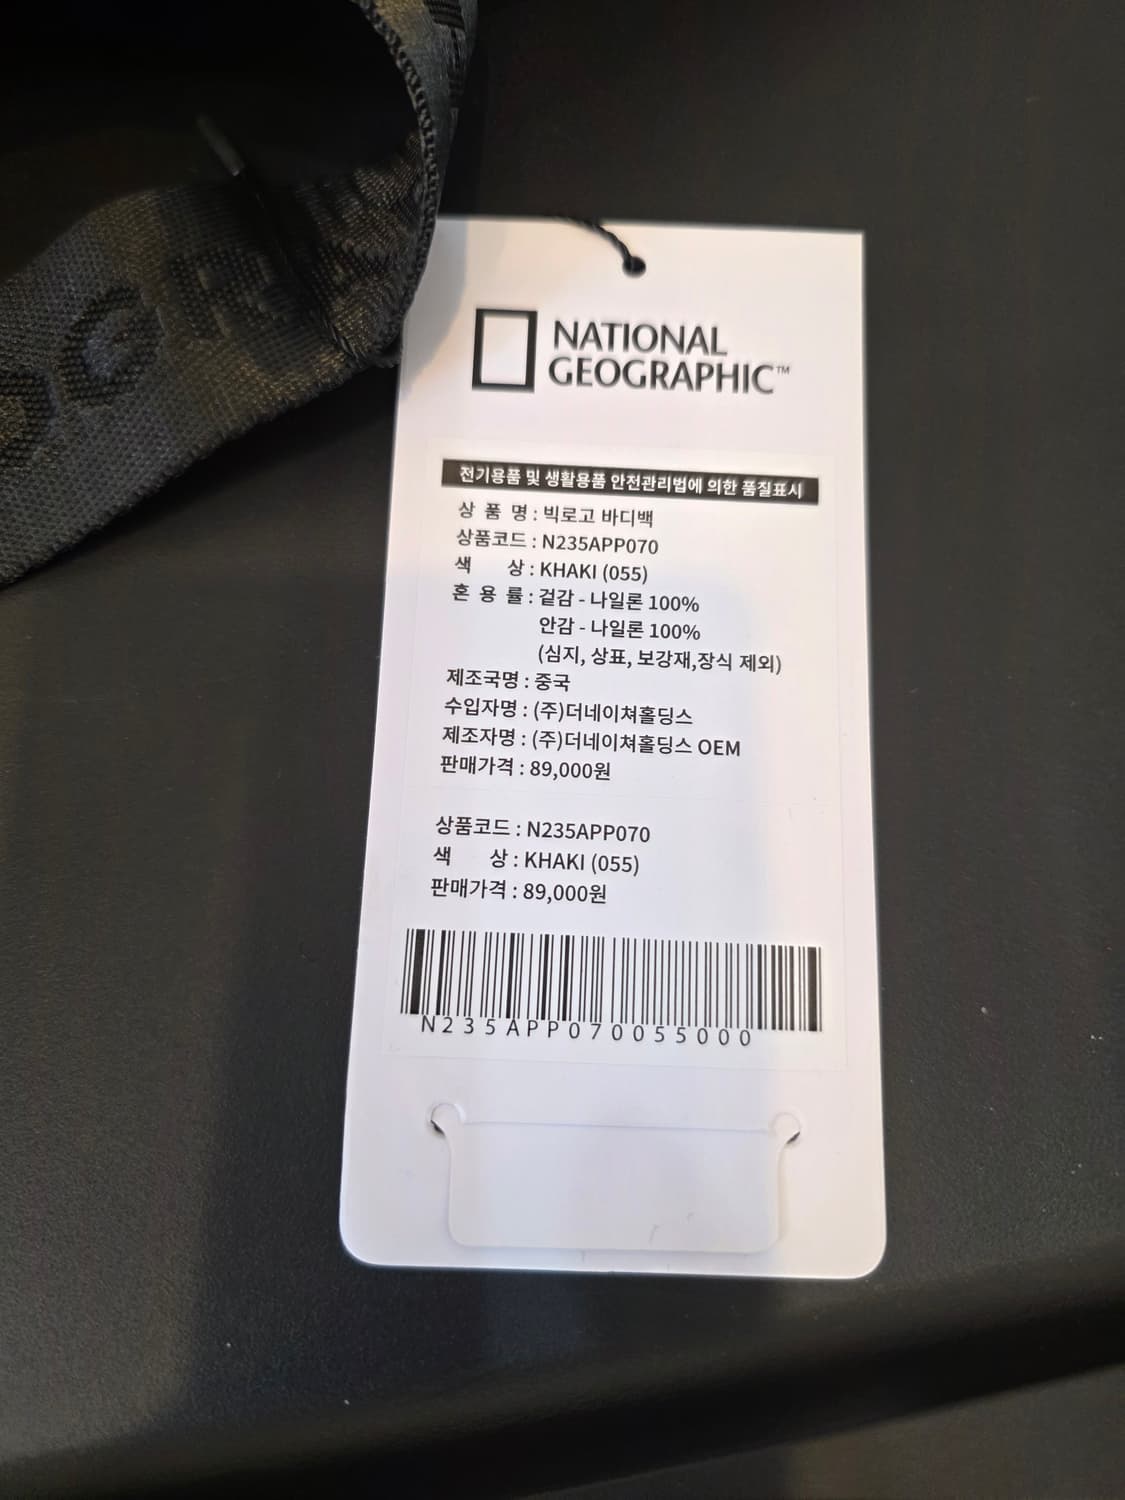 OGR
NATIONAL
GEOGRAPHIC™
전기용품 및 생활용품 안전관리법에 의한 품질표시
상 품 명 : 빅로고 바디백
상품코드 : N235APP070
색 상 : KHAKI (055)
혼 용 률 : 겉감 - 나일론 100%
안감 - 나일론 100%
(심지, 상표, 보강재,장식 제외)
제조국명 : 중국
수입자명 : (주)더네이쳐홀딩스
제조자명 : (주)더네이쳐홀딩스 OEM
판매가격 : 89,000원
상품코드 : N235APP070
색 상 : KHAKI (055)
판매가격 : 89,000원
N235APP070055000